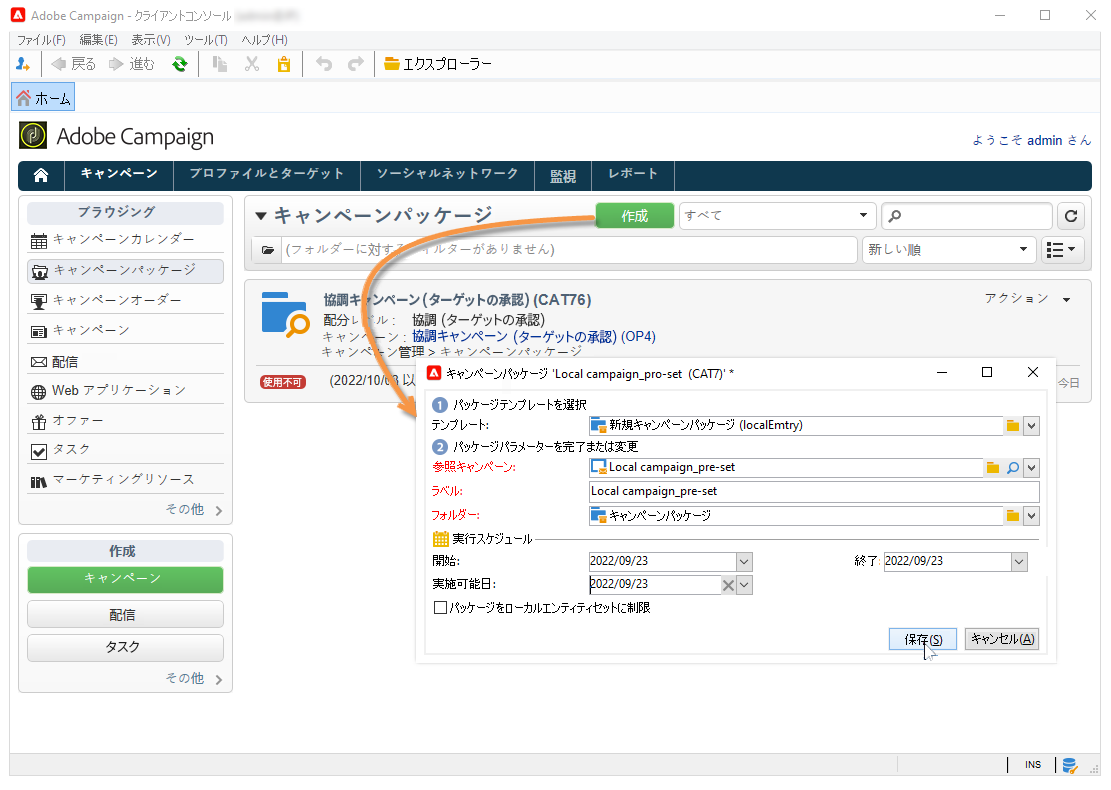 Adobe Campaign - クライアントコンソール
ファイル(F) 編集(E) 表示(V) ツール(T) ヘルプ(H)
戻る 進む エクスプローラー
ホーム
Adobe Campaign
ようこそ admin さん
キャンペーン プロファイルとターゲット ソーシャルネットワーク 監視 レポート
ブラウジング
キャンペーンカレンダー
キャンペーンパッケージ
キャンペーンオーダー
キャンペーン
配信
Web アプリケーション
オファー
タスク
マーケティングリソース
その他
作成
キャンペーン
配信
タスク
その他
キャンペーンパッケージ 作成 すべて
(フォルダーに対する フィルターがありません) 新しい順
協調キャンペーン (ターゲットの承認) (CAT76) アクション
配分レベル : 協調 (ターゲットの承認)
キャンペーン : 協調キャンペーン (ターゲットの承認) (OP4)
キャンペーン管理 > キャンペーンパッケージ
使用不可 (2022/10/03 以 今日
キャンペーンパッケージ 'Local campaign_pro-set (CAT7)' *
1 パッケージテンプレートを選択
テンプレート: 新規キャンペーンパッケージ (localEmtry)
2 パッケージパラメーターを完了または変更
参照キャンペーン: Local campaign_pre-set
ラベル: Local campaign_pre-set
フォルダー: キャンペーンパッケージ
実行スケジュール
開始: 2022/09/23 終了: 2022/09/23
実施可能日: 2022/09/23
パッケージをローカルエンティティセットに制限
保存(S) キャンセル(A)
INS